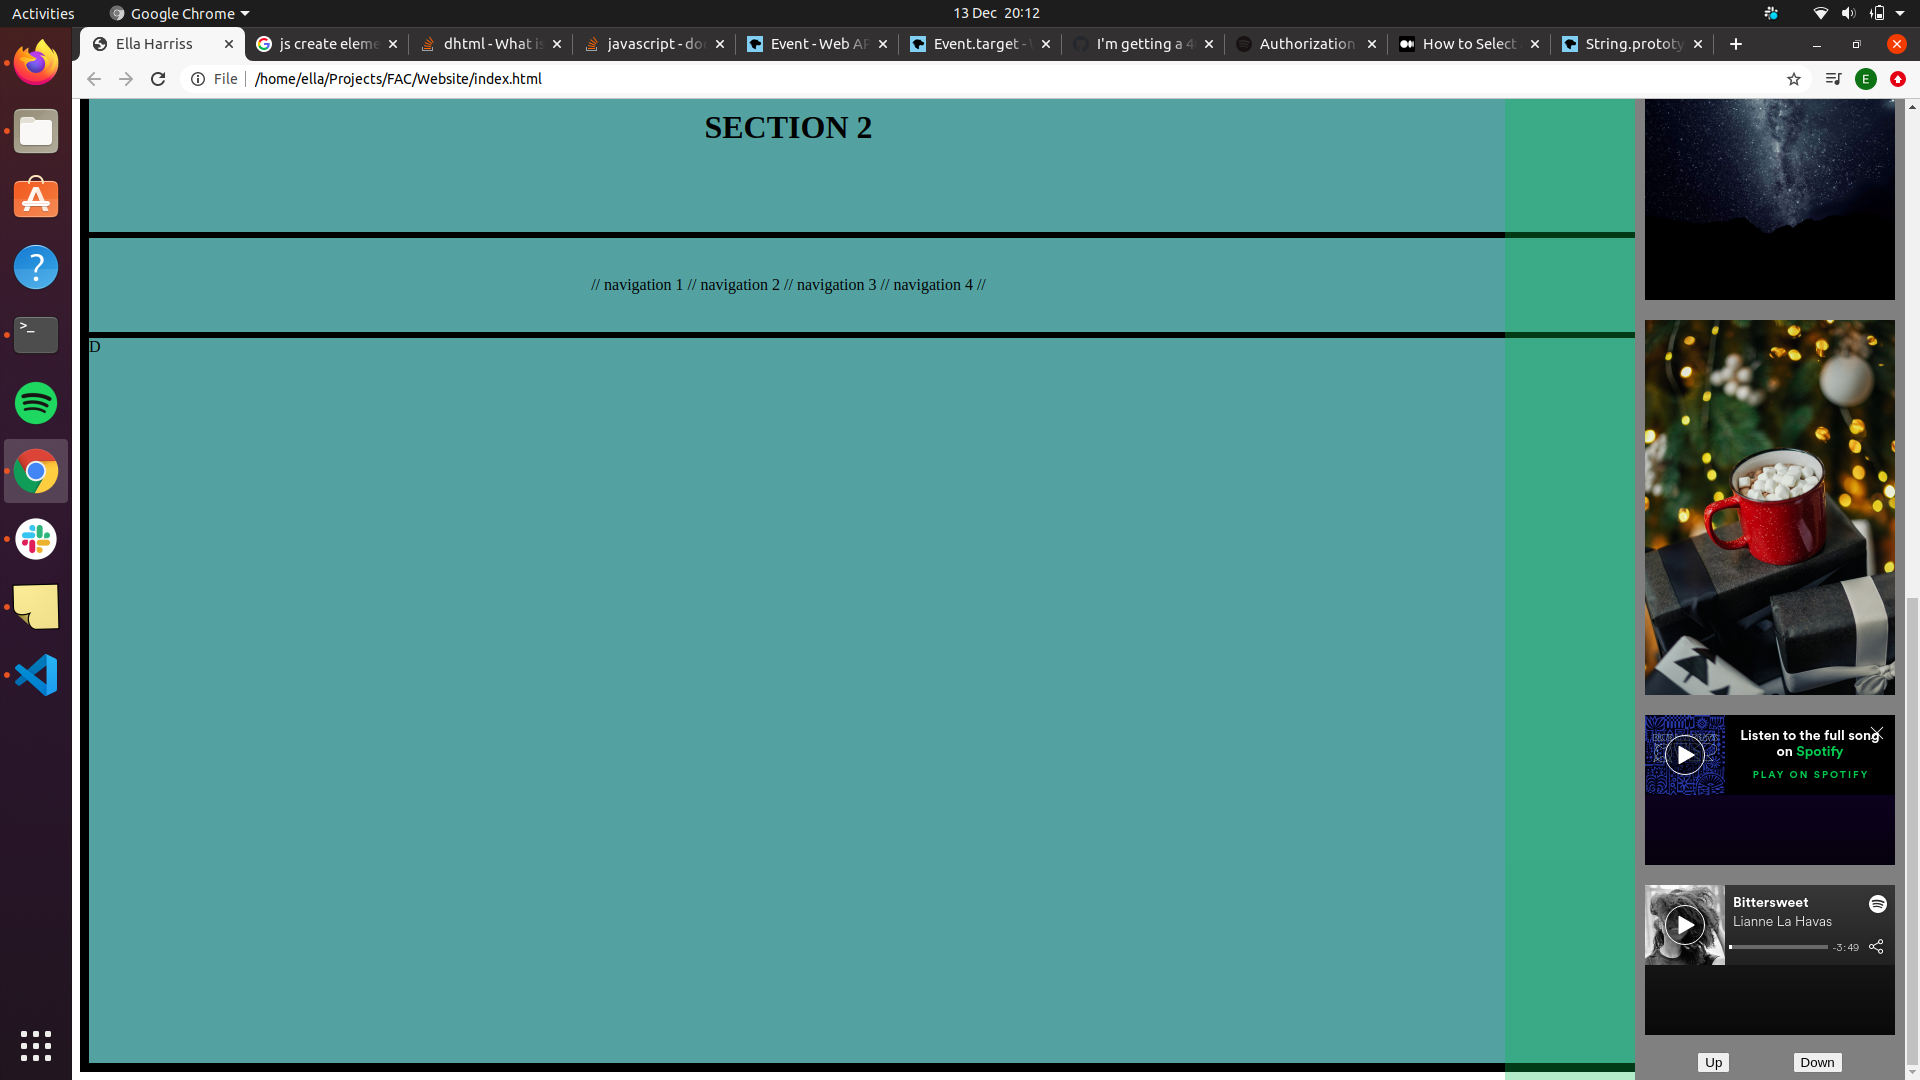 Activities
Google Chrome
13 Dec 20:12
Ella Harriss
js create eleme
dhtml - What is
javascript - doc
Event - Web AP
Event.target -
I'm getting a 4
Authorization
How to Select
String.prototy
File
/home/ella/Projects/FAC/Website/index.html
E
SECTION 2
// navigation 1 // navigation 2 // navigation 3 // navigation 4 //
D
Listen to the full song
on Spotify
PLAY ON SPOTIFY
Bittersweet
Lianne La Havas
-3:49
Up
Down